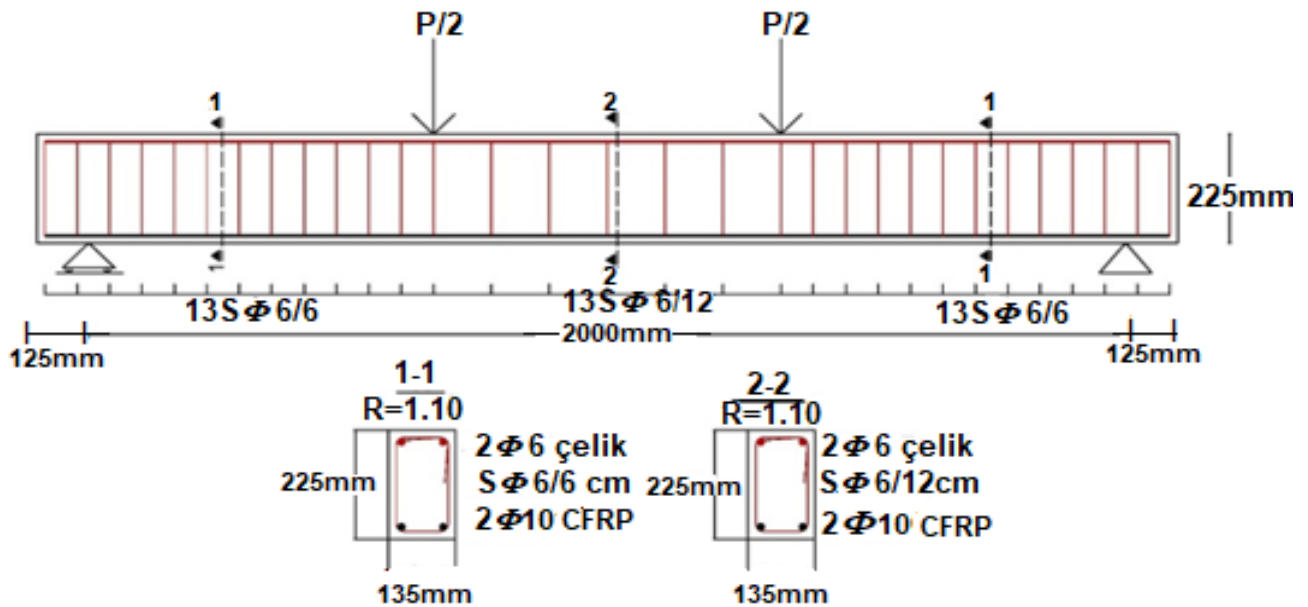 P/2
P/2
1
2
1
225mm
1
2
1
13SΦ6/6
13SΦ6/12
13SΦ6/6
125mm
2000mm
125mm
1-1
R=1.10
225mm
2Φ6 çelik
SΦ6/6 cm
2Φ10 CFRP
135mm
2-2
R=1.10
225mm
2Φ6 çelik
SΦ6/12cm
2Φ10 CFRP
135mm